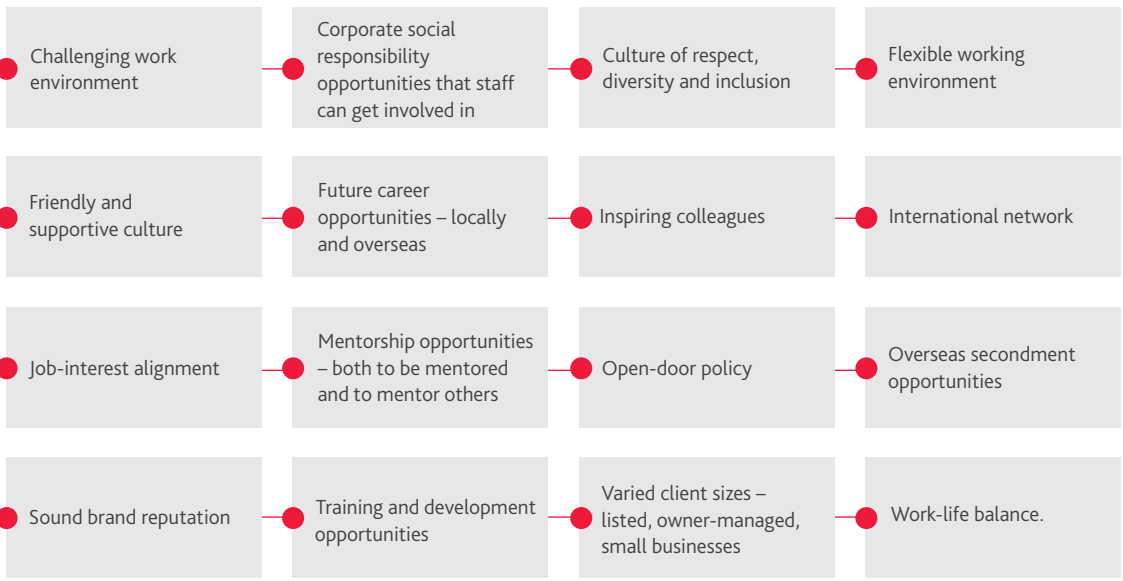 Challenging work
environment
Corporate social
responsibility
opportunities that staff
can get involved in
Culture of respect,
diversity and inclusion
Flexible working
environment
Friendly and
supportive culture
Future career
opportunities – locally
and overseas
Inspiring colleagues
International network
Job-interest alignment
Mentorship opportunities
– both to be mentored
and to mentor others
Open-door policy
Overseas secondment
opportunities
Sound brand reputation
Training and development
opportunities
Varied client sizes –
listed, owner-managed,
small businesses
Work-life balance.